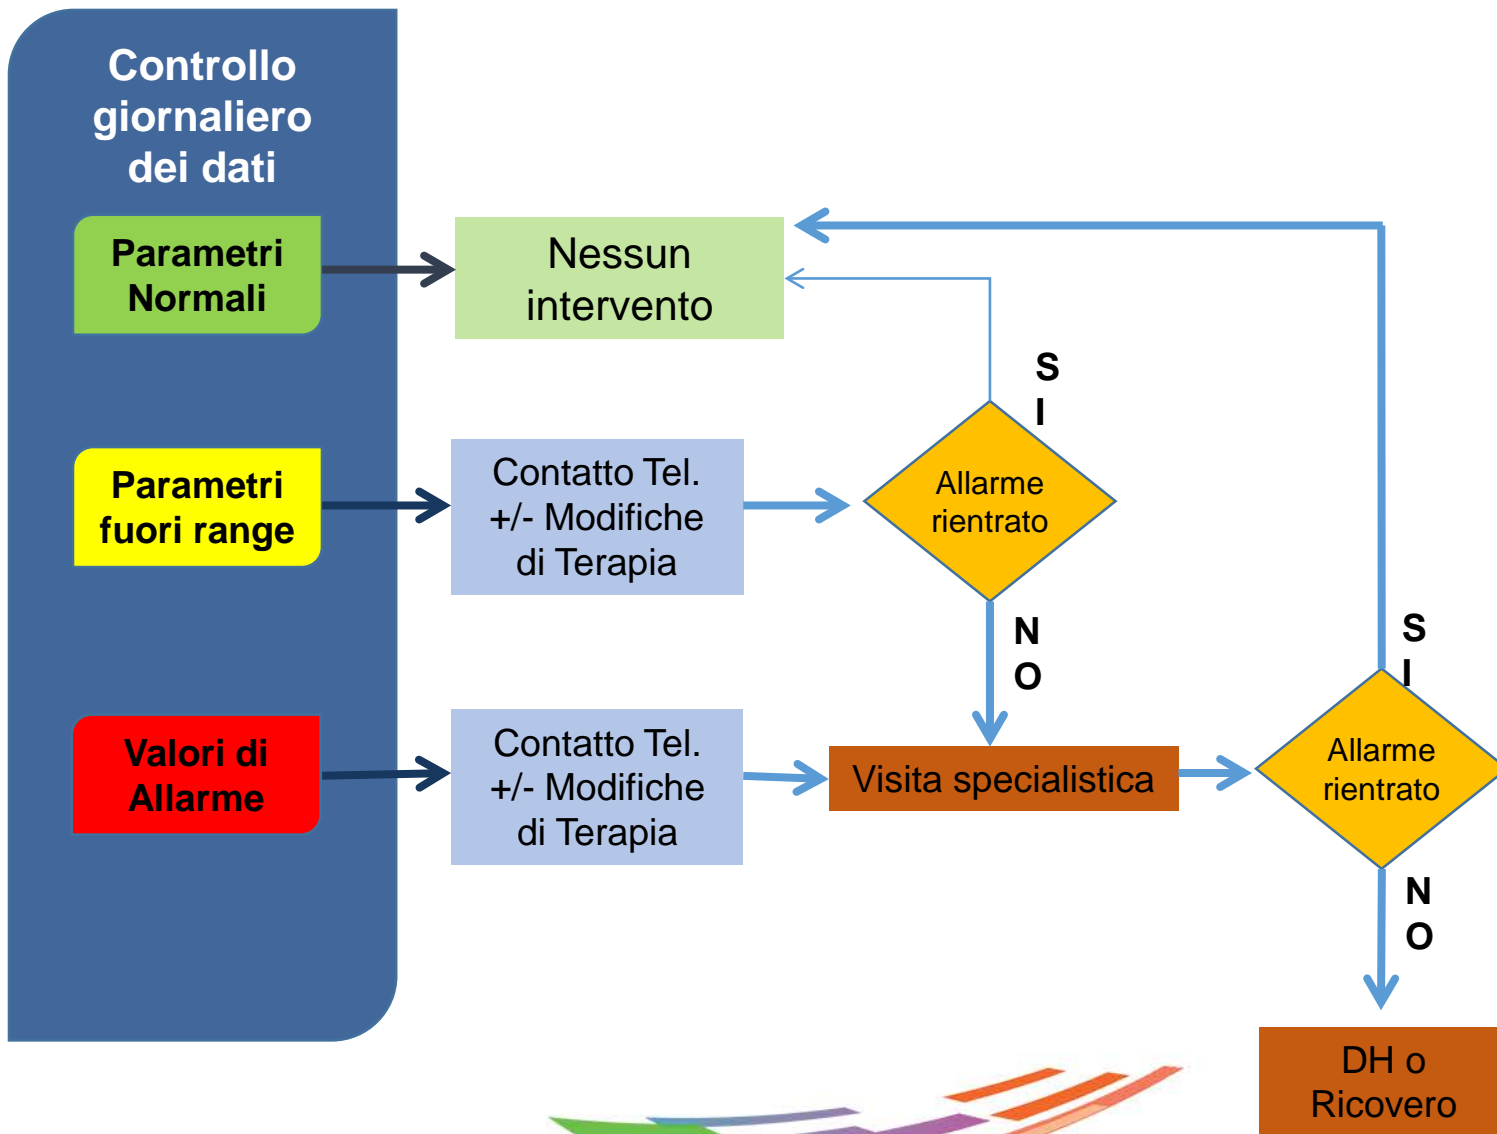 Controllo
giornaliero
dei dati
Parametri
Normali
Nessun
intervento
S
I
Parametri
fuori range
Contatto Tel.
+/- Modifiche
di Terapia
Allarme
rientrato
N
O
S
I
Valori di
Allarme
Contatto Tel.
+/- Modifiche
di Terapia
Visita specialistica
Allarme
rientrato
N
O
DH o
Ricovero